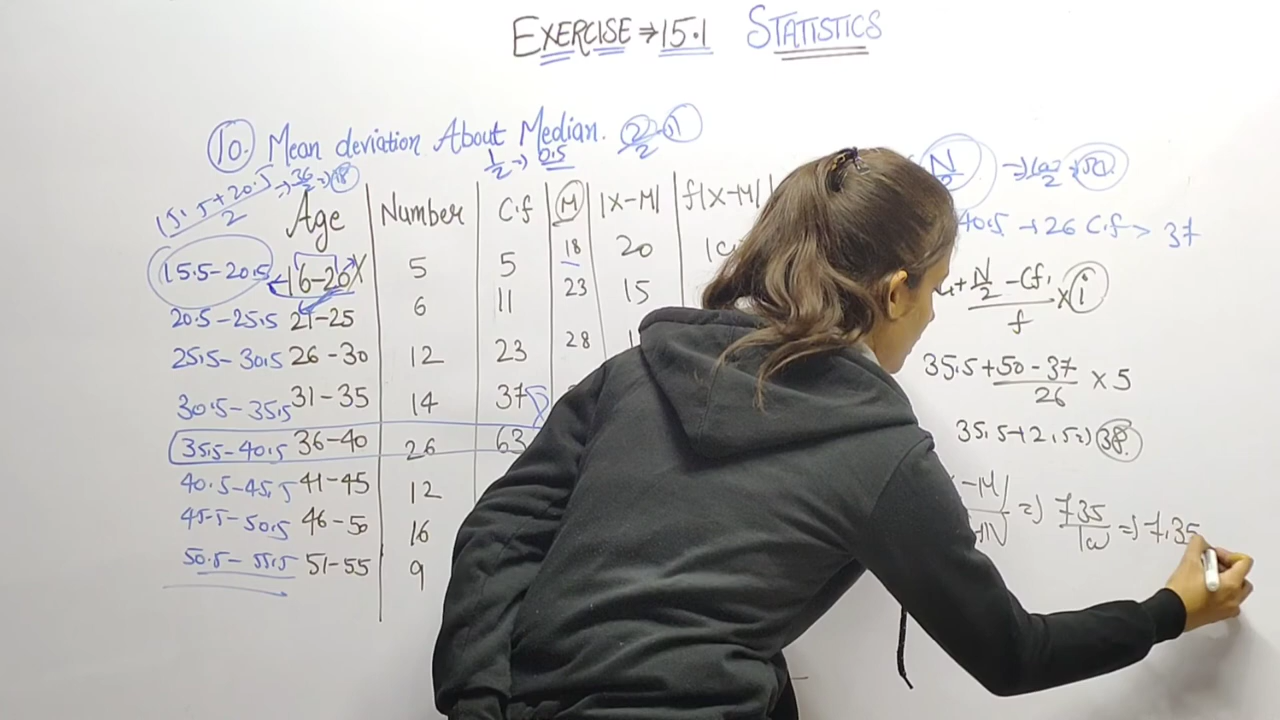 EXERCISE → 15.1 STATISTICS
10. Mean deviation About Median.
1/2 → 0.5
15.5+20.5/2 → 36/2 → 18
Age Number C.f M |X-M| f|X-M|
15.5-20.5 16-20 5 5 18 20
20.5-25.5 21-25 6 11 23 15
25.5-30.5 26-30 12 23 28
30.5-35.5 31-35 14 37
35.5-40.5 36-40 26 63
40.5-45.5 41-45 12
45.5-50.5 46-50 16
50.5-55.5 51-55 9
40.5 → 26 C.f → 37
+ N/2 - Cf/f × i
35.5 + 50-37/26 × 5
35.5+2.5 => 38.
-M| => 735/100 => 7.35